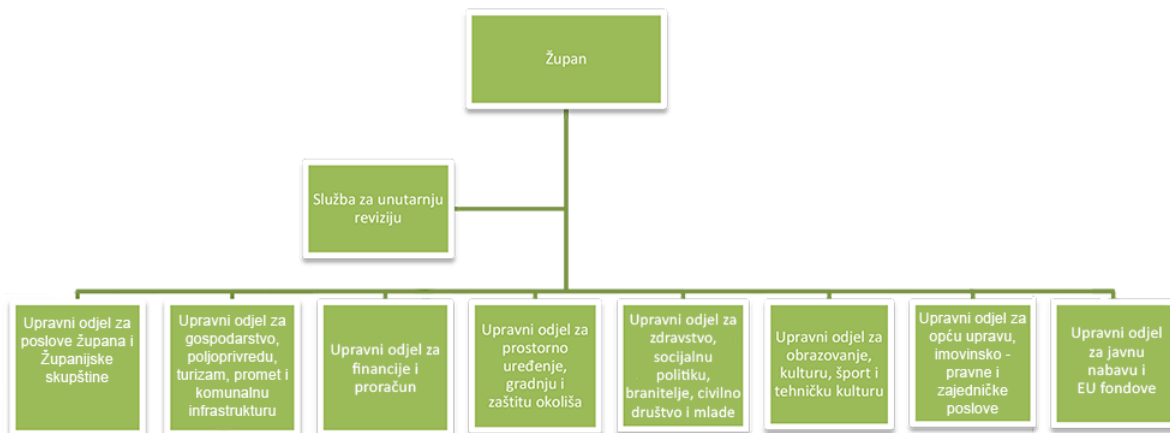 Župan
Služba za unutarnju
reviziju
Upravni odjel za
poslove župana i
Županijske
skupštine
Upravni odjel za
gospodarstvo,
poljoprivredu,
turizam, promet i
komunalnu
infrastrukturu
Upravni odjel za
financije i
proračun
Upravni odjel za
prostorno
uređenje,
gradnju i
zaštitu okoliša
Upravni odjel za
zdravstvo,
socijalnu
politiku,
branitelje, civilno
društvo i mlade
Upravni odjel za
obrazovanje,
kulturu, šport i
tehničku kulturu
Upravni odjel za
opću upravu,
imovinsko -
pravne i
zajedničke
poslove
Upravni odjel
za javnu
nabavu i
EU fondove